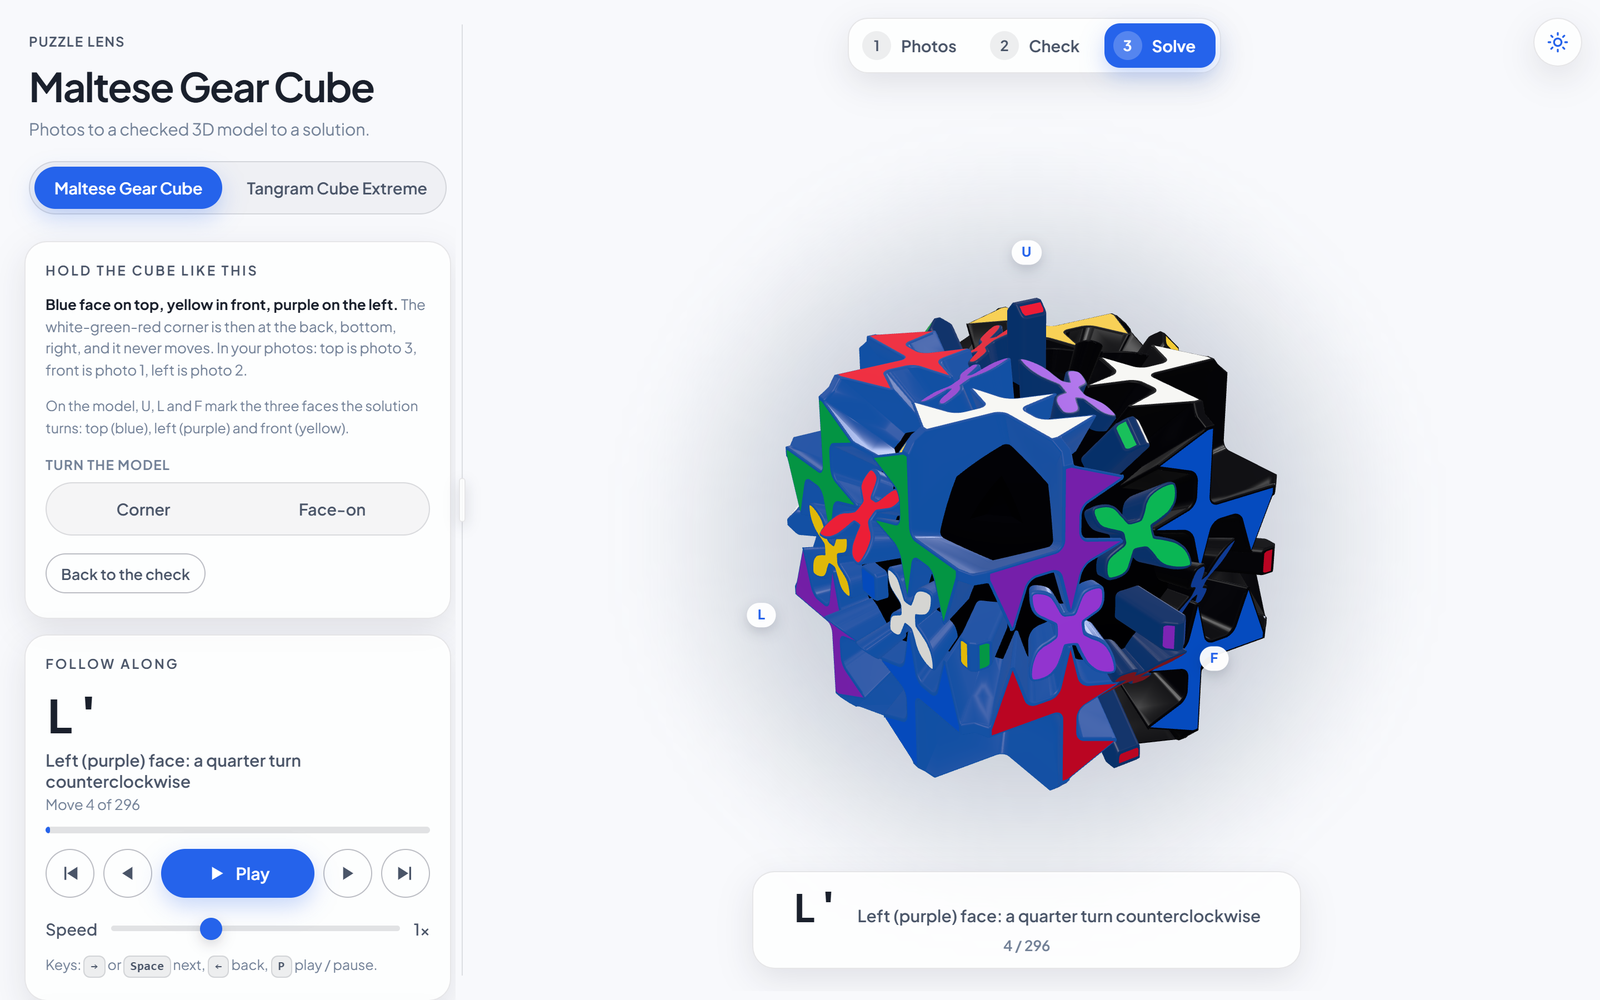 PUZZLE LENS
Maltese Gear Cube
Photos to a checked 3D model to a solution.
Maltese Gear Cube
Tangram Cube Extreme
HOLD THE CUBE LIKE THIS
Blue face on top, yellow in front, purple on the left. The
white-green-red corner is then at the back, bottom,
right, and it never moves. In your photos: top is photo 3,
front is photo 1, left is photo 2.
On the model, U, L and F mark the three faces the solution
turns: top (blue), left (purple) and front (yellow).
TURN THE MODEL
Corner
Face-on
Back to the check
FOLLOW ALONG
L'
Left (purple) face: a quarter turn
counterclockwise
Move 4 of 296
Play
Speed
1×
Keys: → or Space next, ← back, P play / pause.
1 Photos
2 Check
3 Solve
U
L
F
L' Left (purple) face: a quarter turn counterclockwise
4 / 296